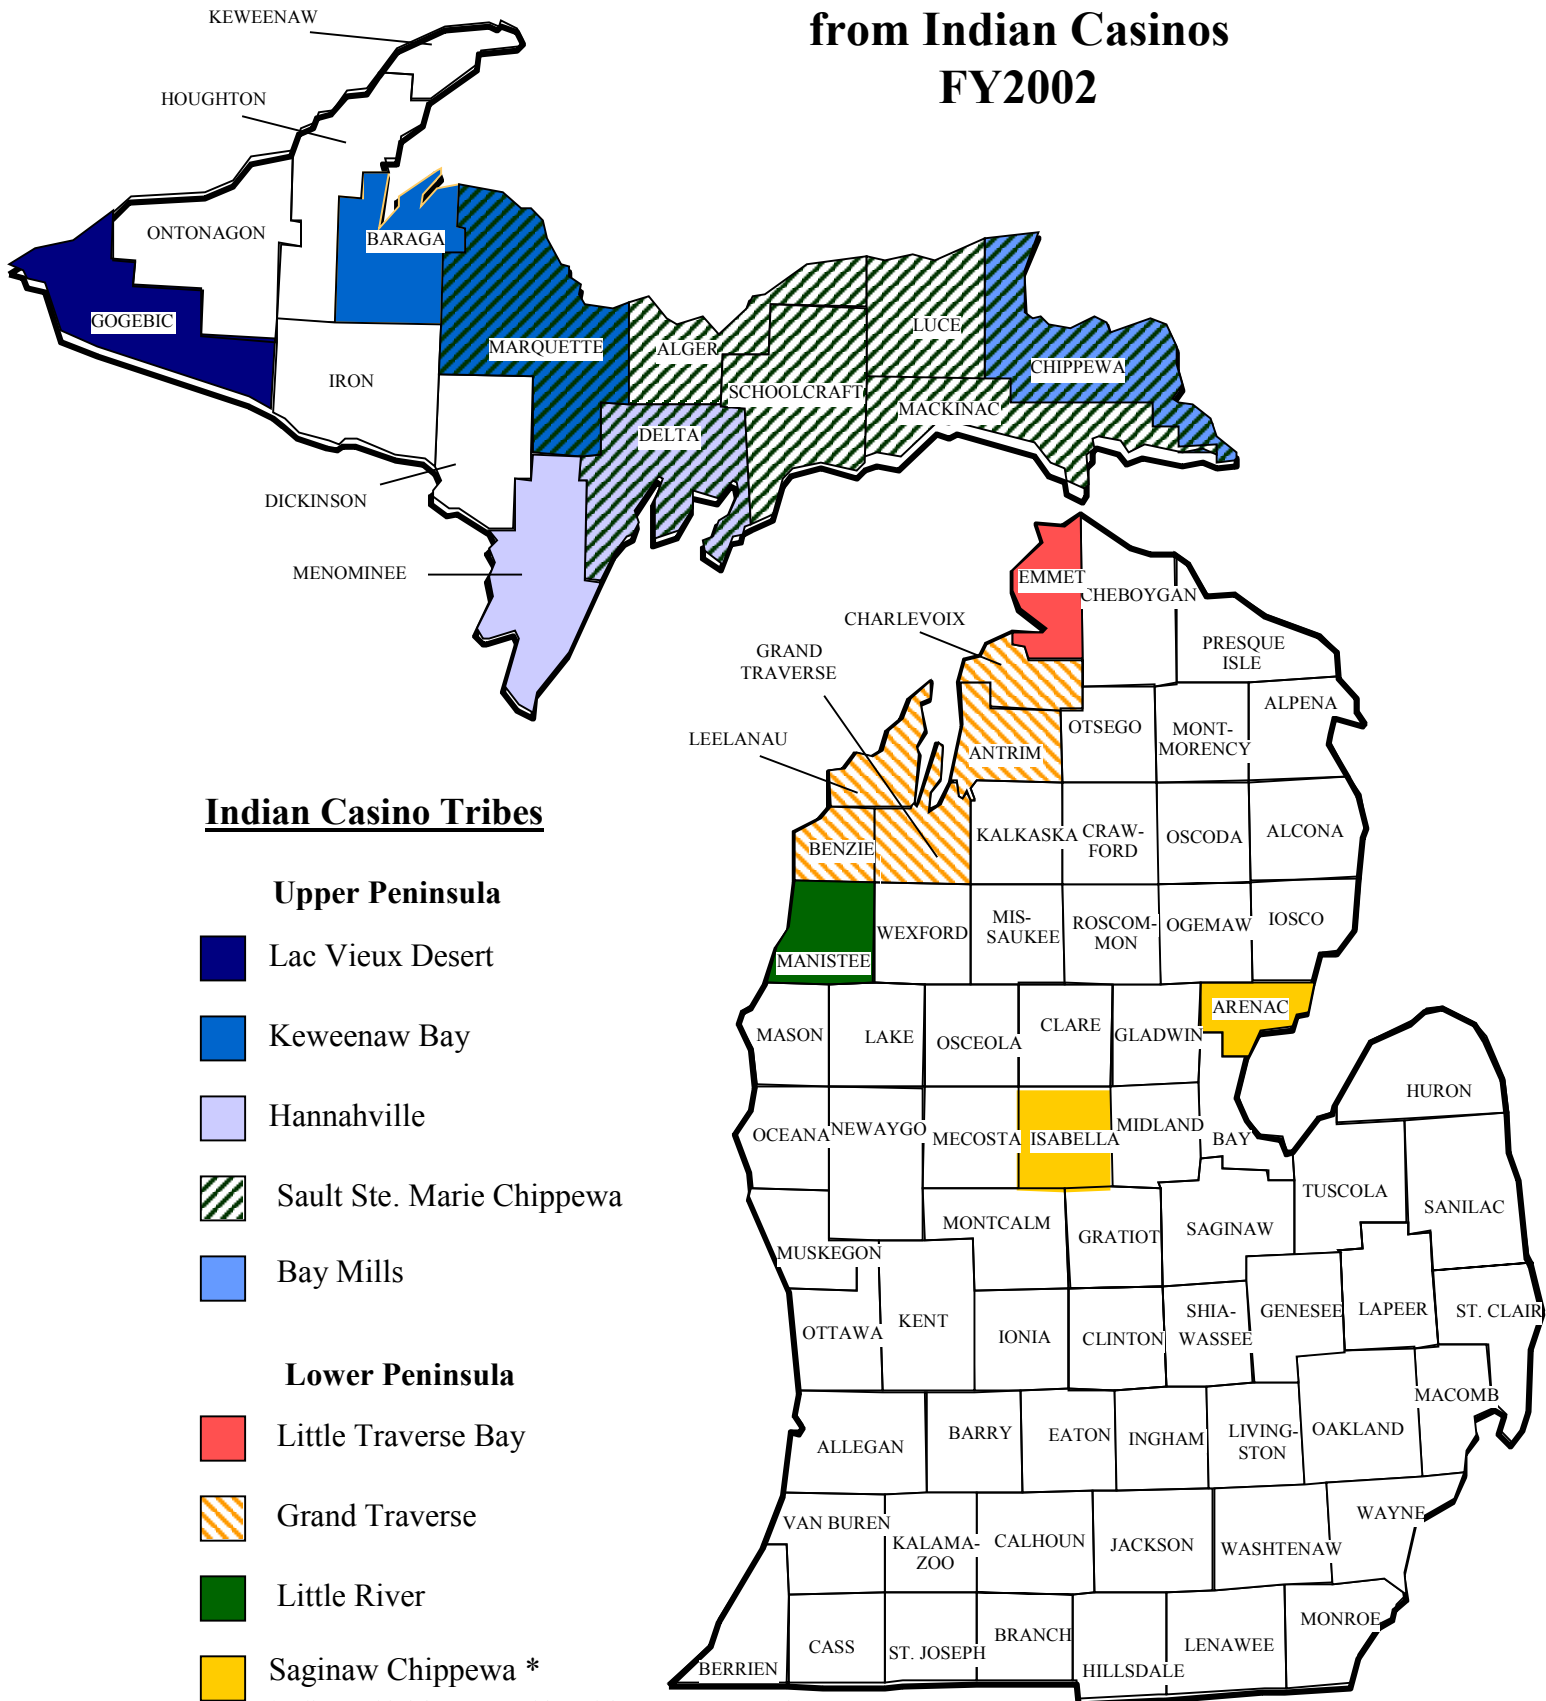 from Indian Casinos
FY2002
KEWEENAW
HOUGHTON
ONTONAGON
BARAGA
GOGEBIC
MARQUETTE
ALGER
LUCE
CHIPPEWA
IRON
SCHOOLCRAFT
MACKINAC
DELTA
DICKINSON
MENOMINEE
EMMET
CHEBOYGAN
CHARLEVOIX
GRAND
TRAVERSE
PRESQUE
ISLE
LEELANAU
ANTRIM
OTSEGO
MONT-
MORENCY
ALPENA
BENZIE
KALKASKA
CRAW-
FORD
OSCODA
ALCONA
MANISTEE
WEXFORD
MIS-
SAUKEE
ROSCOM-
MON
OGEMAW
IOSCO
MASON
LAKE
OSCEOLA
CLARE
GLADWIN
ARENAC
HURON
OCEANA
NEWAYGO
MECOSTA
ISABELLA
MIDLAND
BAY
TUSCOLA
SANILAC
MUSKEGON
MONTCALM
GRATIOT
SAGINAW
OTTAWA
KENT
IONIA
CLINTON
SHIA-
WASSEE
GENESEE
LAPEER
ST. CLAIR
ALLEGAN
BARRY
EATON
INGHAM
LIVING-
STON
OAKLAND
MACOMB
VAN BUREN
KALAMA-
ZOO
CALHOUN
JACKSON
WASHTENAW
WAYNE
BERRIEN
CASS
ST. JOSEPH
BRANCH
HILLSDALE
LENAWEE
MONROE
Indian Casino Tribes
Upper Peninsula
Lac Vieux Desert
Keweenaw Bay
Hannahville
Sault Ste. Marie Chippewa
Bay Mills
Lower Peninsula
Little Traverse Bay
Grand Traverse
Little River
Saginaw Chippewa *